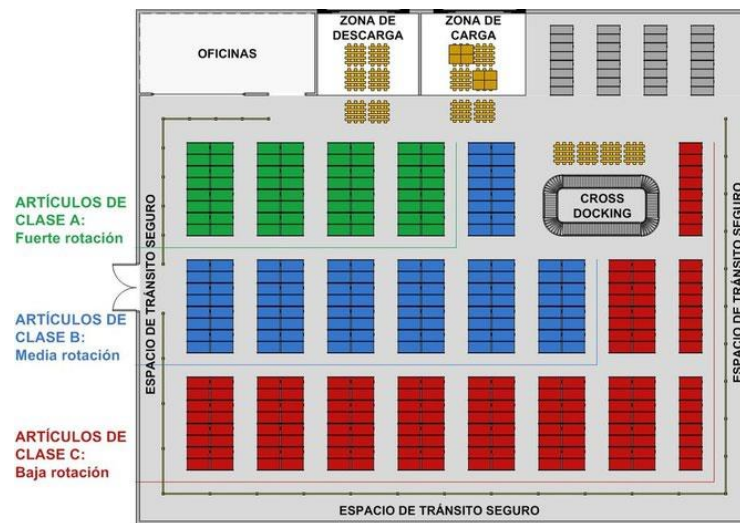 OFICINAS
ZONA DE
DESCARGA
ZONA DE
CARGA
ARTÍCULOS DE
CLASE A:
Fuerte rotación
CROSS
DOCKING
ARTÍCULOS DE
CLASE B:
Media rotación
ARTÍCULOS DE
CLASE C:
Baja rotación
ESPACIO DE TRÁNSITO SEGURO
ESPACIO DE TRÁNSITO SEGURO
ESPACIO DE TRÁNSITO SEGURO